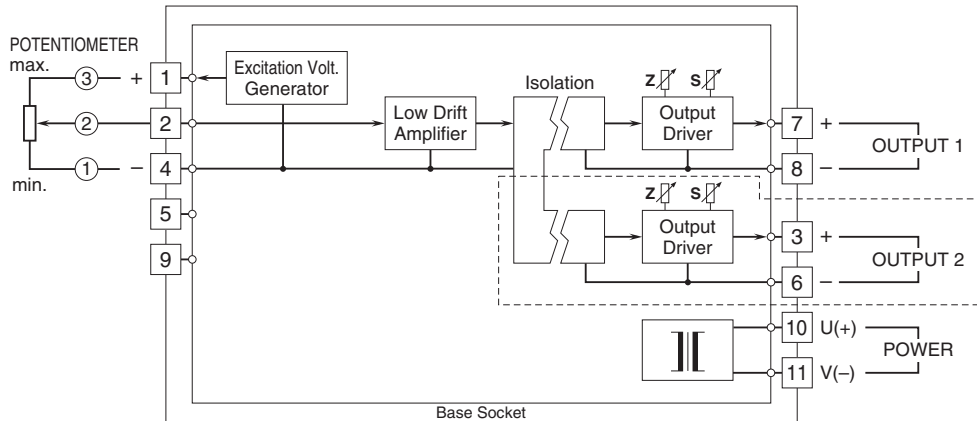 POTENTIOMETER
max.
3
+
1
Excitation Volt.
Generator
2
2
Low Drift
Amplifier
Isolation
Z
S
Output
Driver
7
+
OUTPUT 1
8
–
1
–
4
min.
5
9
Z
S
Output
Driver
3
+
OUTPUT 2
6
–
10
U(+)
POWER
11
V(–)
Base Socket